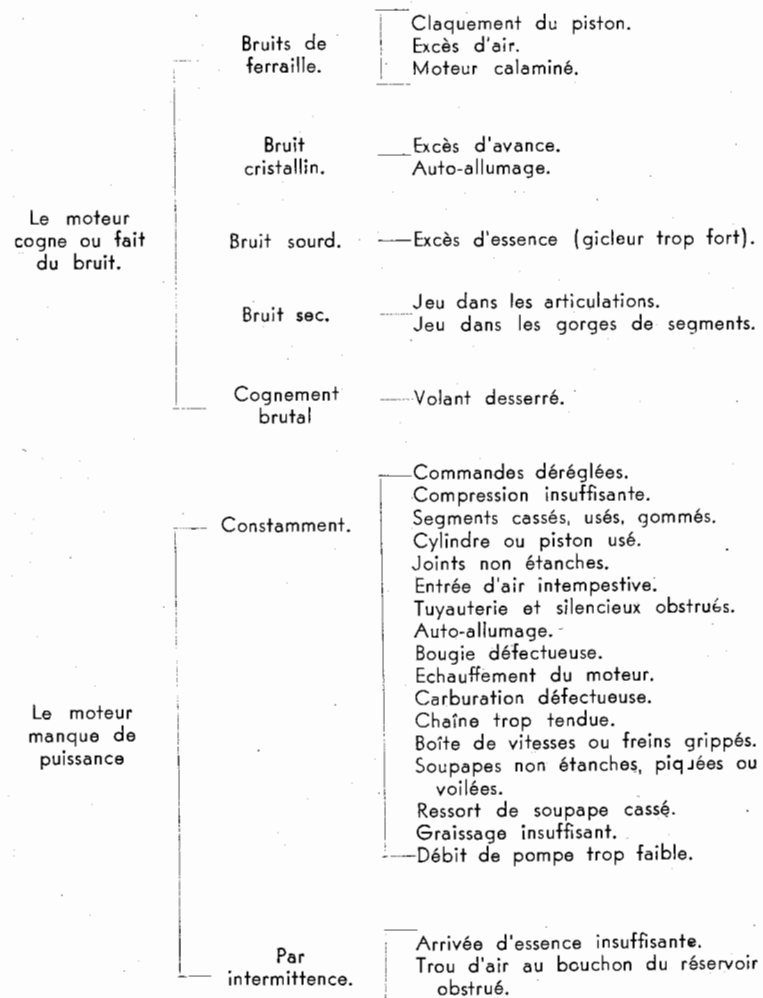 Le moteur
cogne ou fait
du bruit.
Bruits de
ferraille.
Claquement du piston.
Excès d'air.
Moteur calaminé.
Bruit
cristallin.
Excès d'avance.
Auto-allumage.
Bruit sourd.
Excès d'essence (gicleur trop fort).
Bruit sec.
Jeu dans les articulations.
Jeu dans les gorges de segments.
Cognement
brutal
Volant desserré.
Le moteur
manque de
puissance
Constamment.
Commandes déréglées.
Compression insuffisante.
Segments cassés, usés, gommés.
Cylindre ou piston usé.
Joints non étanches.
Entrée d'air intempestive.
Tuyauterie et silencieux obstrués.
Auto-allumage.
Bougie défectueuse.
Echauffement du moteur.
Carburation défectueuse.
Chaîne trop tendue.
Boîte de vitesses ou freins grippés.
Soupapes non étanches, piquées ou
voilées.
Ressort de soupape cassé.
Graissage insuffisant.
Débit de pompe trop faible.
Par
intermittence.
Arrivée d'essence insuffisante.
Trou d'air au bouchon du réservoir
obstrué.